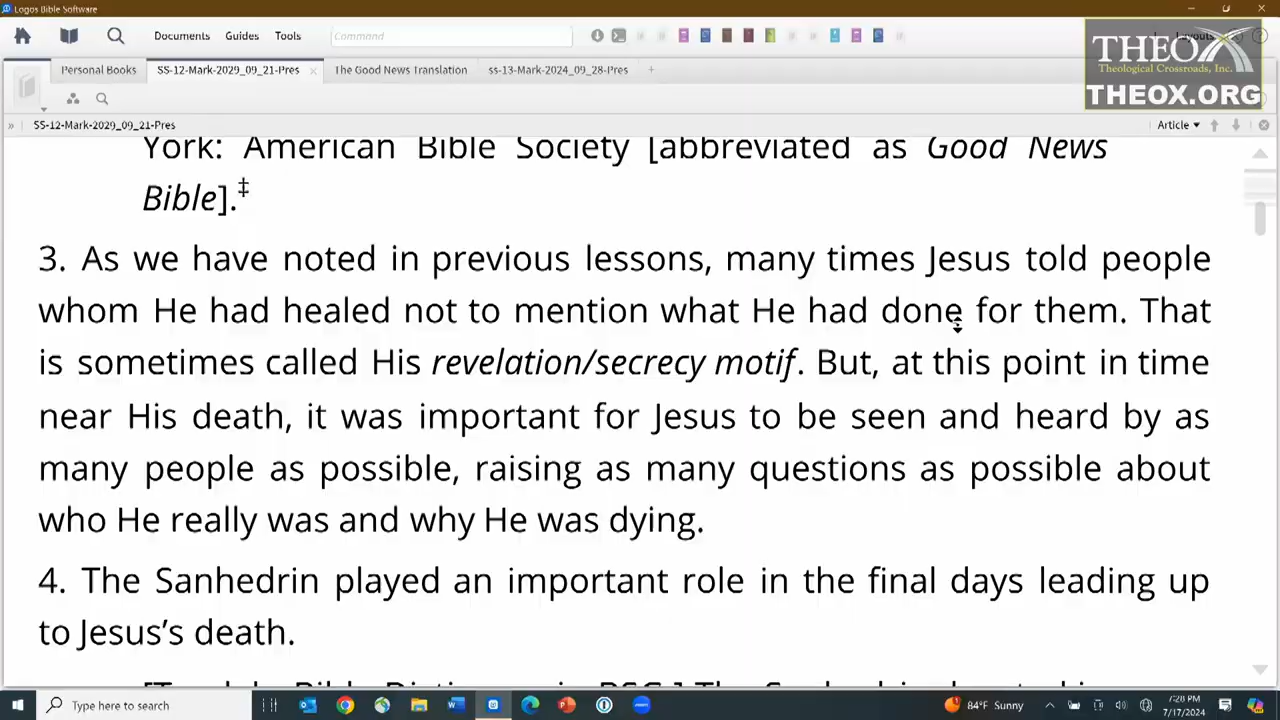 Logos Bible Software
Documents Guides Tools Command
THEOX
Theological Crossroads, Inc.
THEOX.ORG
Personal Books SS-12-Mark-2029_09_21-Pres The Good News ss-12-Mark-2024_09_28-Pres
SS-12-Mark-2029_09_21-Pres Article
York: American Bible Society [abbreviated as Good News
Bible].‡
3. As we have noted in previous lessons, many times Jesus told people
whom He had healed not to mention what He had done for them. That
is sometimes called His revelation/secrecy motif. But, at this point in time
near His death, it was important for Jesus to be seen and heard by as
many people as possible, raising as many questions as possible about
who He really was and why He was dying.
4. The Sanhedrin played an important role in the final days leading up
to Jesus’s death.
Type here to search
84°F Sunny
7:28 PM
7/17/2024